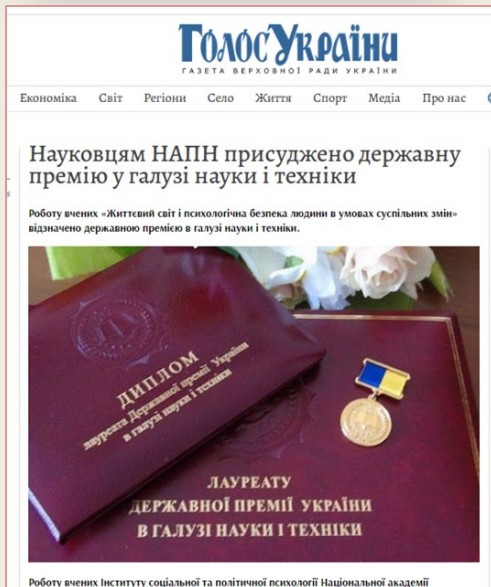 Голос України
ГАЗЕТА ВЕРХОВНОЇ РАДИ УКРАЇНИ
Економіка Світ Регіони Село Життя Спорт Медіа Про нас
Науковцям НАПН присуджено державну
премію у галузі науки і техніки
Роботу вчених «Життєвий світ і психологічна безпека людини в умовах суспільних змін»
відзначено державною премією в галузі науки і техніки.
ДИПЛОМ
лауреата Державної премії України
в галузі науки і техніки
ЛАУРЕАТУ
ДЕРЖАВНОЇ ПРЕМІЇ УКРАЇНИ
В ГАЛУЗІ НАУКИ І ТЕХНІКИ
Роботу вчених Інституту соціальної та політичної психології Національної академії